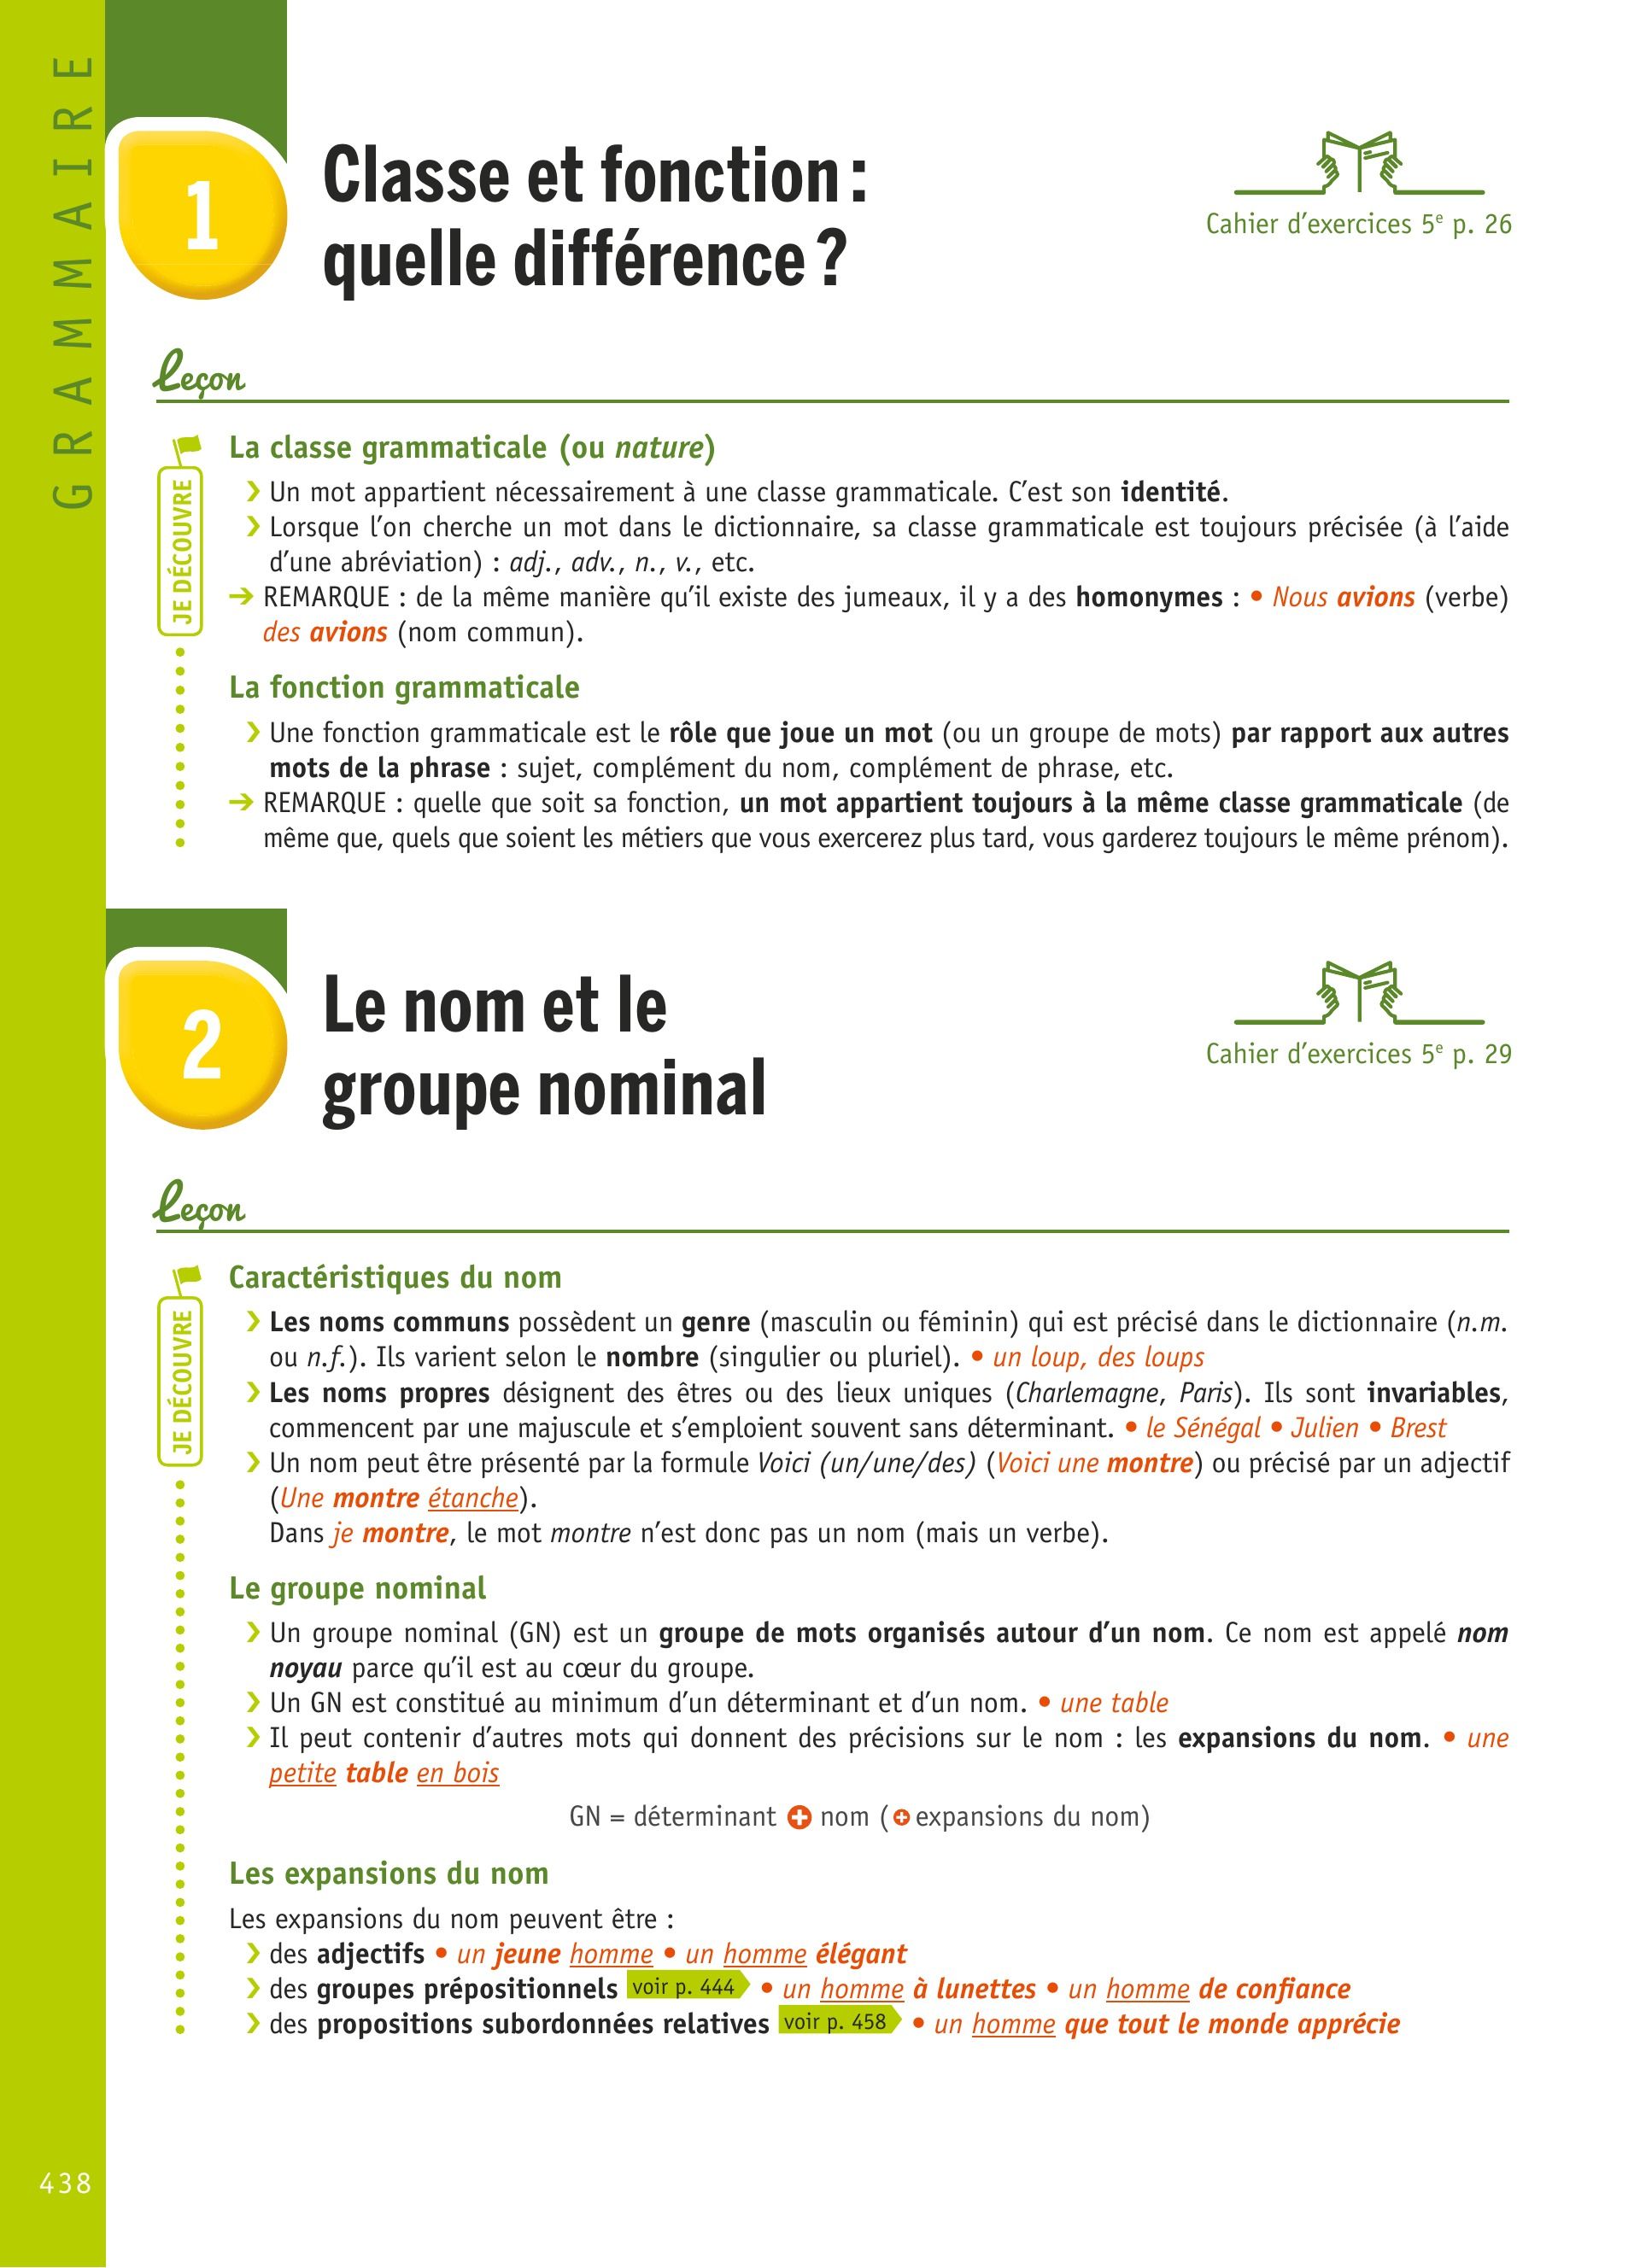 GRAMMAIRE
1
Classe et fonction :
quelle différence ?
Cahier d’exercices 5e p. 26
Leçon
JE DÉCOUVRE
La classe grammaticale (ou nature)
❯ Un mot appartient nécessairement à une classe grammaticale. C’est son identité.
❯ Lorsque l’on cherche un mot dans le dictionnaire, sa classe grammaticale est toujours précisée (à l’aide
d’une abréviation) : adj., adv., n., v., etc.
➔ REMARQUE : de la même manière qu’il existe des jumeaux, il y a des homonymes : • Nous avions (verbe)
des avions (nom commun).
La fonction grammaticale
❯ Une fonction grammaticale est le rôle que joue un mot (ou un groupe de mots) par rapport aux autres
mots de la phrase : sujet, complément du nom, complément de phrase, etc.
➔ REMARQUE : quelle que soit sa fonction, un mot appartient toujours à la même classe grammaticale (de
même que, quels que soient les métiers que vous exercerez plus tard, vous garderez toujours le même prénom).
2
Le nom et le
groupe nominal
Cahier d’exercices 5e p. 29
Leçon
JE DÉCOUVRE
Caractéristiques du nom
❯ Les noms communs possèdent un genre (masculin ou féminin) qui est précisé dans le dictionnaire (n.m.
ou n.f.). Ils varient selon le nombre (singulier ou pluriel). • un loup, des loups
❯ Les noms propres désignent des êtres ou des lieux uniques (Charlemagne, Paris). Ils sont invariables,
commencent par une majuscule et s’emploient souvent sans déterminant. • le Sénégal • Julien • Brest
❯ Un nom peut être présenté par la formule Voici (un/une/des) (Voici une montre) ou précisé par un adjectif
(Une montre étanche).
Dans je montre, le mot montre n’est donc pas un nom (mais un verbe).
Le groupe nominal
❯ Un groupe nominal (GN) est un groupe de mots organisés autour d’un nom. Ce nom est appelé nom
noyau parce qu’il est au cœur du groupe.
❯ Un GN est constitué au minimum d’un déterminant et d’un nom. • une table
❯ Il peut contenir d’autres mots qui donnent des précisions sur le nom : les expansions du nom. • une
petite table en bois
GN = déterminant + nom (+ expansions du nom)
Les expansions du nom
Les expansions du nom peuvent être :
❯ des adjectifs • un jeune homme • un homme élégant
❯ des groupes prépositionnels voir p. 444 • un homme à lunettes • un homme de confiance
❯ des propositions subordonnées relatives voir p. 458 • un homme que tout le monde apprécie
438